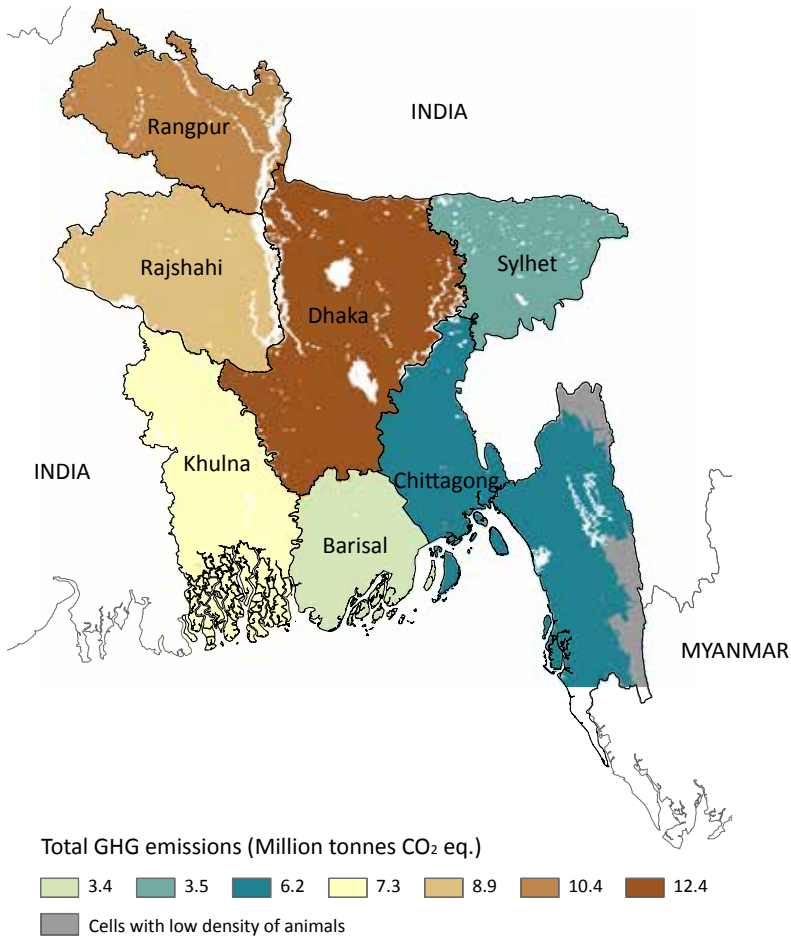 INDIA
Rangpur
Rajshahi
Sylhet
Dhaka
INDIA
Khulna
Chittagong
Barisal
MYANMAR
Total GHG emissions (Million tonnes CO₂ eq.)
3.4 3.5 6.2 7.3 8.9 10.4 12.4
Cells with low density of animals